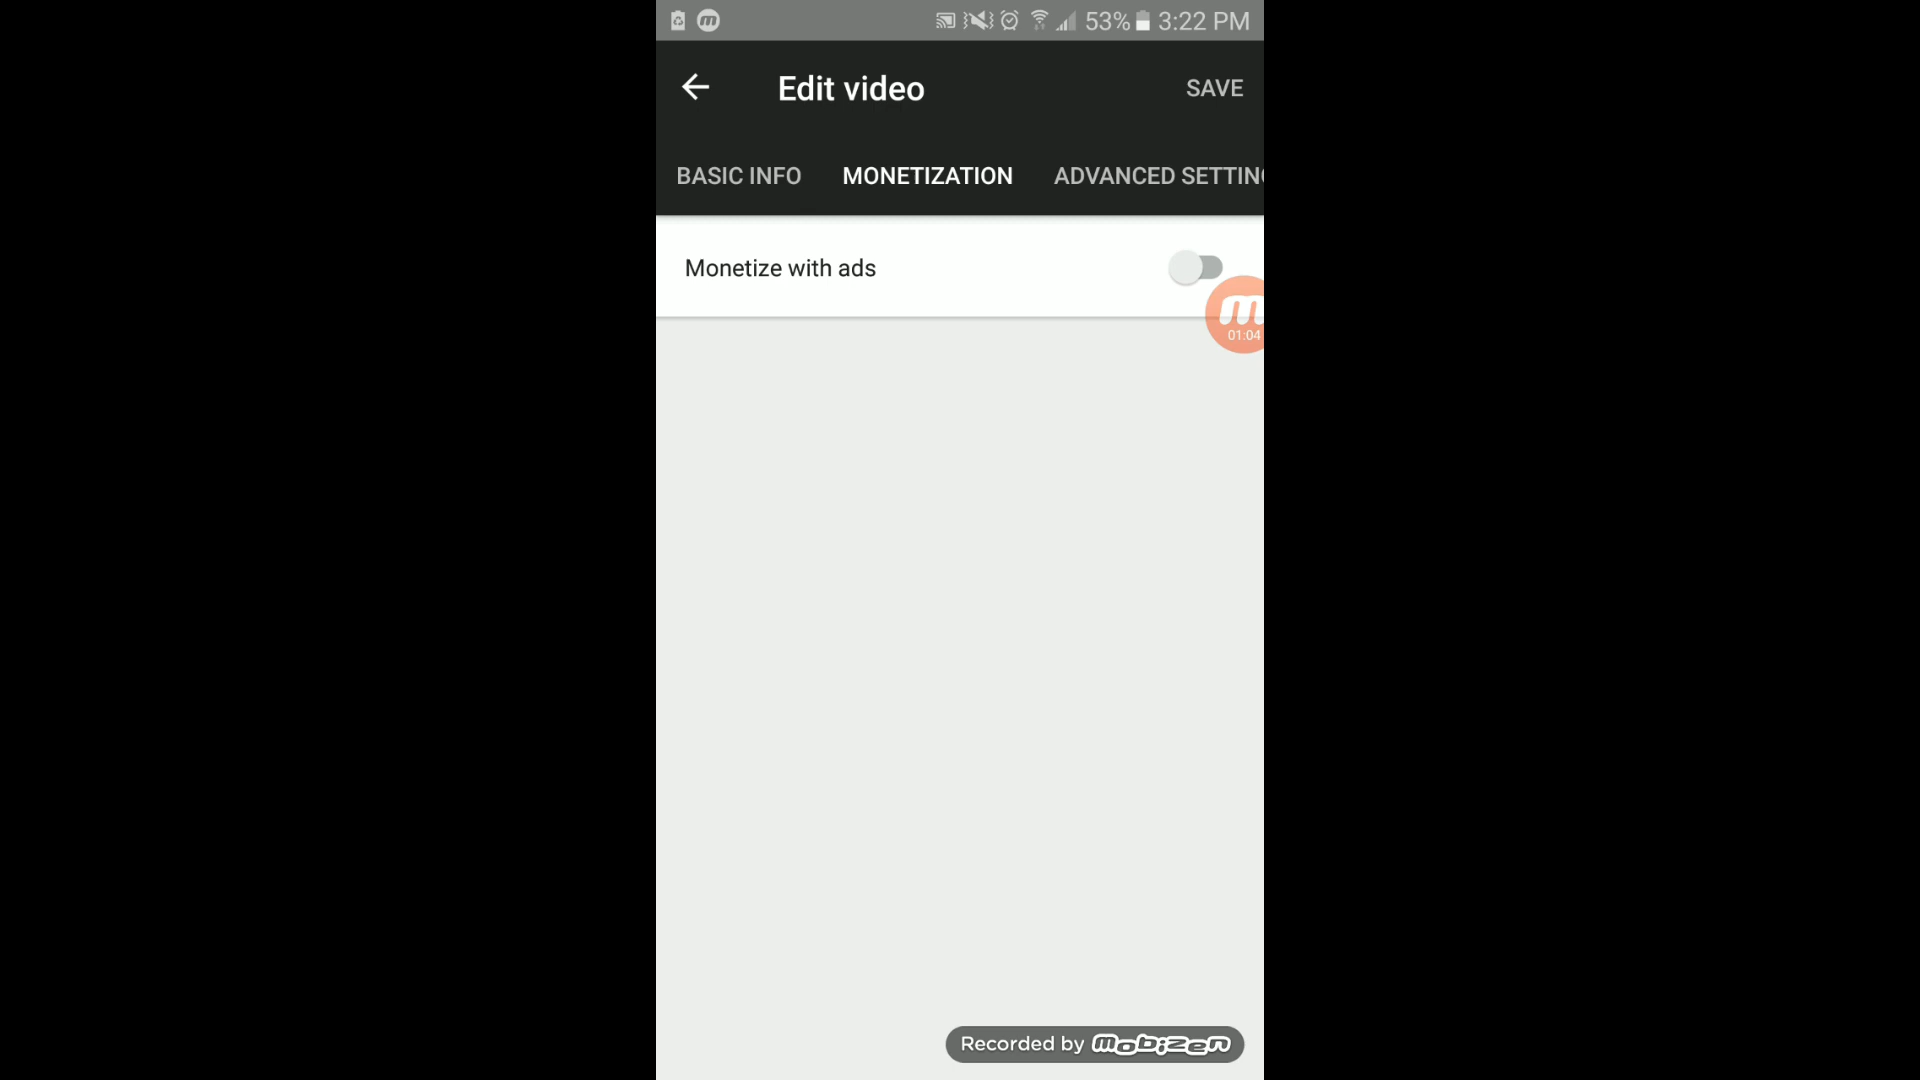 53% 3:22 PM
Edit video
SAVE
BASIC INFO MONETIZATION ADVANCED SETTING
Monetize with ads
m
01:04
Recorded by mobizen